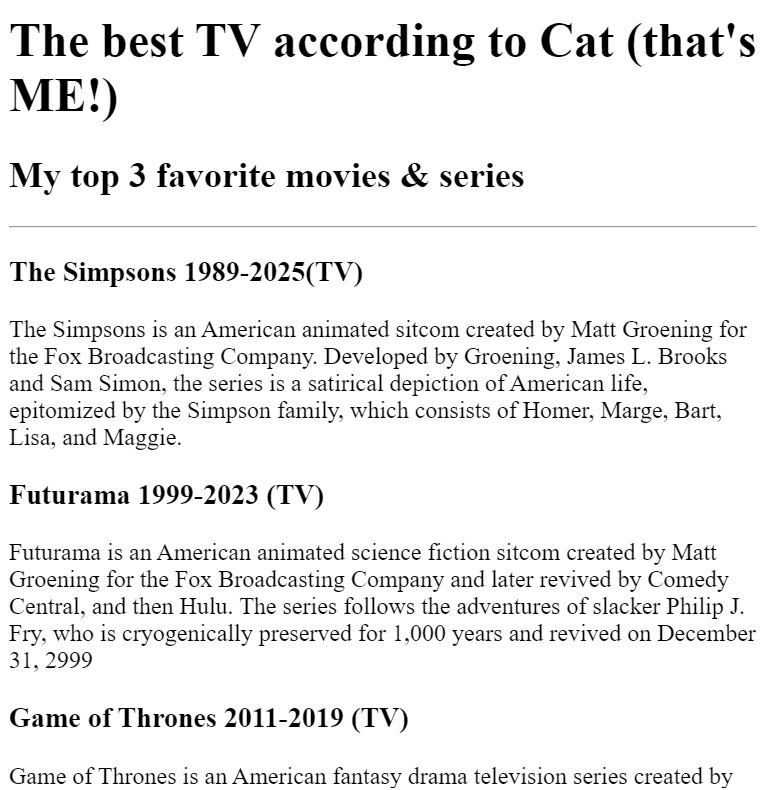 The best TV according to Cat (that's
ME!)
My top 3 favorite movies & series
The Simpsons 1989-2025(TV)
The Simpsons is an American animated sitcom created by Matt Groening for
the Fox Broadcasting Company. Developed by Groening, James L. Brooks
and Sam Simon, the series is a satirical depiction of American life,
epitomized by the Simpson family, which consists of Homer, Marge, Bart,
Lisa, and Maggie.
Futurama 1999-2023 (TV)
Futurama is an American animated science fiction sitcom created by Matt
Groening for the Fox Broadcasting Company and later revived by Comedy
Central, and then Hulu. The series follows the adventures of slacker Philip J.
Fry, who is cryogenically preserved for 1,000 years and revived on December
31, 2999
Game of Thrones 2011-2019 (TV)
Game of Thrones is an American fantasy drama television series created by